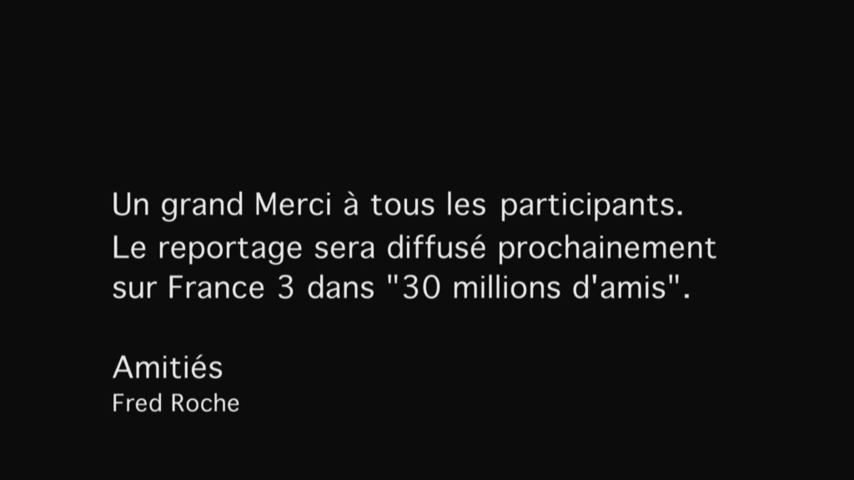 Un grand Merci à tous les participants.
Le reportage sera diffusé prochainement
sur France 3 dans "30 millions d'amis".
Amitiés
Fred Roche